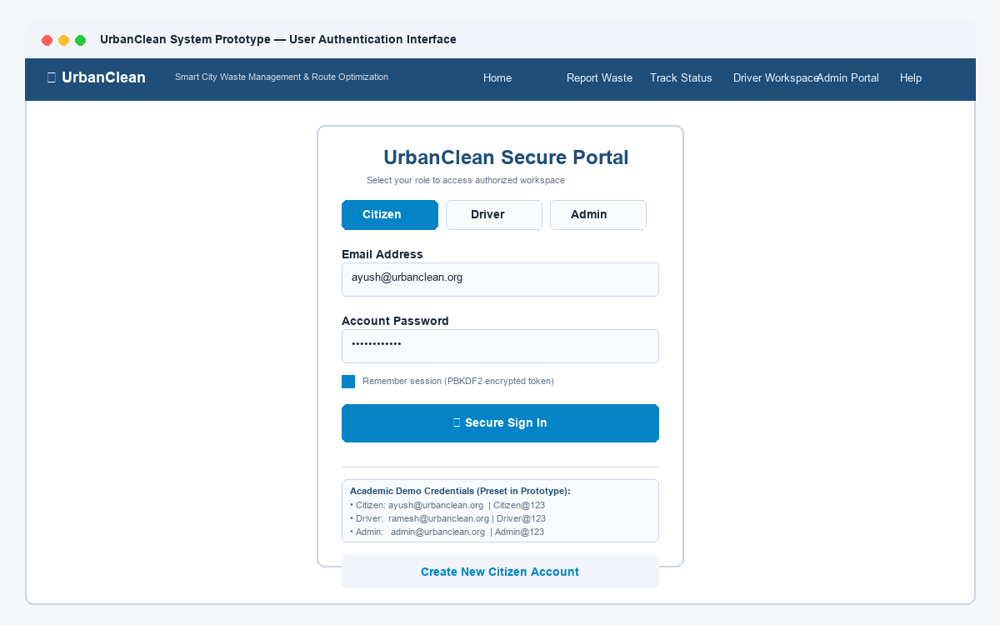 UrbanClean System Prototype — User Authentication Interface
UrbanClean Smart City Waste Management & Route Optimization Home Report Waste Track Status Driver Workspace Admin Portal Help
UrbanClean Secure Portal
Select your role to access authorized workspace
Citizen Driver Admin
Email Address
ayush@urbanclean.org
Account Password
••••••••••••
Remember session (PBKDF2 encrypted token)
Secure Sign In
Academic Demo Credentials (Preset in Prototype):
• Citizen: ayush@urbanclean.org | Citizen@123
• Driver: ramesh@urbanclean.org | Driver@123
• Admin: admin@urbanclean.org | Admin@123
Create New Citizen Account